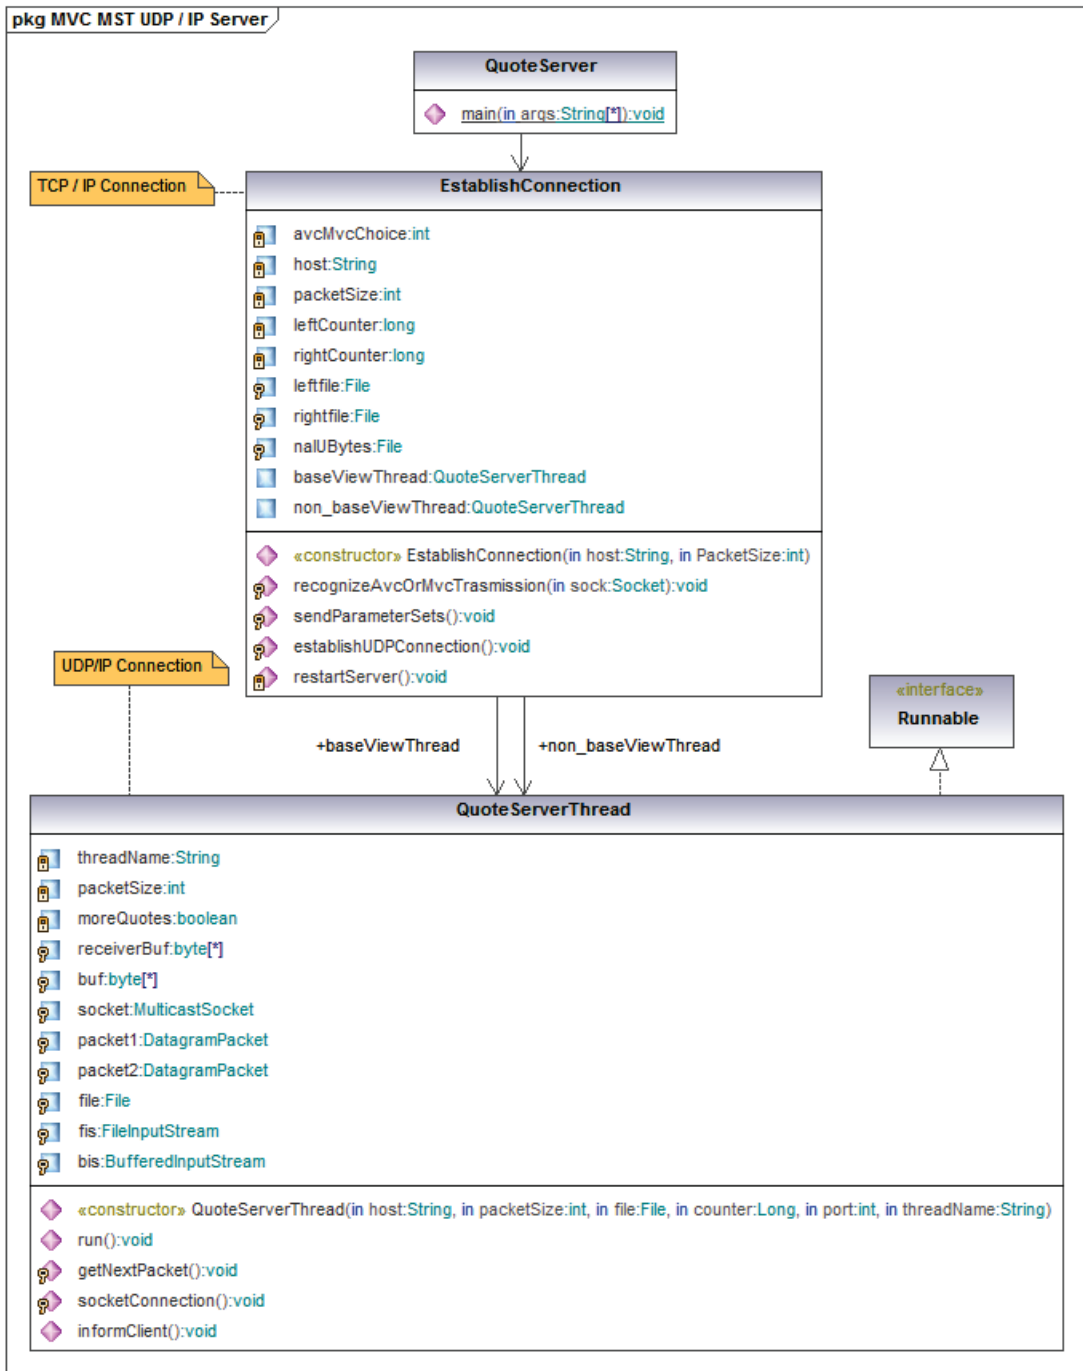 pkg MVC MST UDP / IP Server
QuoteServer
main(in args:String[*]):void
TCP / IP Connection
EstablishConnection
avcMvcChoice:int
host:String
packetSize:int
leftCounter:long
rightCounter:long
leftfile:File
rightfile:File
nalUBytes:File
baseViewThread:QuoteServerThread
non_baseViewThread:QuoteServerThread
«constructor» EstablishConnection(in host:String, in PacketSize:int)
recognizeAvcOrMvcTrasmission(in sock:Socket):void
sendParameterSets():void
establishUDPConnection():void
restartServer():void
UDP/IP Connection
«interface»
Runnable
+baseViewThread
+non_baseViewThread
QuoteServerThread
threadName:String
packetSize:int
moreQuotes:boolean
receiverBuf:byte[*]
buf:byte[*]
socket:MulticastSocket
packet1:DatagramPacket
packet2:DatagramPacket
file:File
fis:FileInputStream
bis:BufferedInputStream
«constructor» QuoteServerThread(in host:String, in packetSize:int, in file:File, in counter:Long, in port:int, in threadName:String)
run():void
getNextPacket():void
socketConnection():void
informClient():void